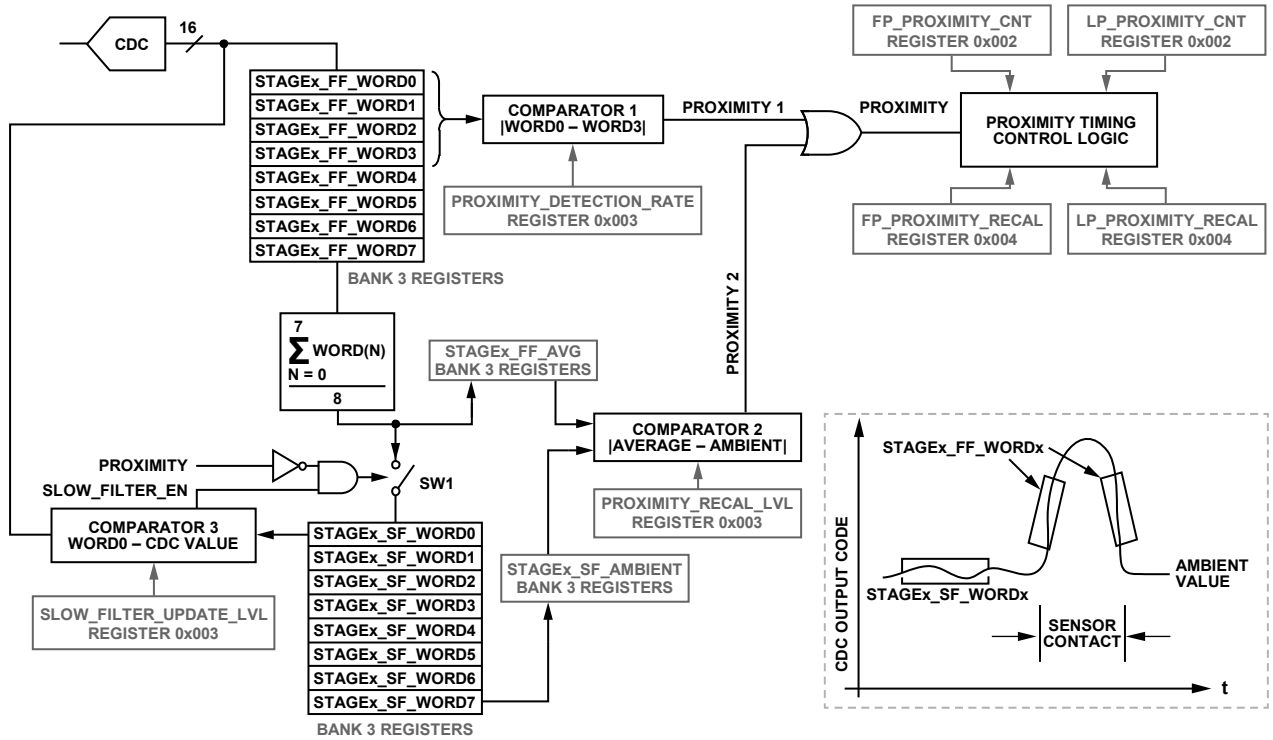 CDC
16
STAGEx_FF_WORD0
STAGEx_FF_WORD1
STAGEx_FF_WORD2
STAGEx_FF_WORD3
STAGEx_FF_WORD4
STAGEx_FF_WORD5
STAGEx_FF_WORD6
STAGEx_FF_WORD7
BANK 3 REGISTERS
COMPARATOR 1
|WORD0 – WORD3|
PROXIMITY_DETECTION_RATE
REGISTER 0x003
PROXIMITY 1
PROXIMITY
FP_PROXIMITY_CNT
REGISTER 0x002
LP_PROXIMITY_CNT
REGISTER 0x002
PROXIMITY TIMING
CONTROL LOGIC
FP_PROXIMITY_RECAL
REGISTER 0x004
LP_PROXIMITY_RECAL
REGISTER 0x004
PROXIMITY 2
7
Σ WORD(N)
N = 0
8
STAGEx_FF_AVG
BANK 3 REGISTERS
COMPARATOR 2
|AVERAGE – AMBIENT|
PROXIMITY_RECAL_LVL
REGISTER 0x003
PROXIMITY
SLOW_FILTER_EN
SW1
COMPARATOR 3
WORD0 – CDC VALUE
SLOW_FILTER_UPDATE_LVL
REGISTER 0x003
STAGEx_SF_WORD0
STAGEx_SF_WORD1
STAGEx_SF_WORD2
STAGEx_SF_WORD3
STAGEx_SF_WORD4
STAGEx_SF_WORD5
STAGEx_SF_WORD6
STAGEx_SF_WORD7
BANK 3 REGISTERS
STAGEx_SF_AMBIENT
BANK 3 REGISTERS
CDC OUTPUT CODE
STAGEx_FF_WORDx
STAGEx_SF_WORDx
AMBIENT
VALUE
SENSOR
CONTACT
t